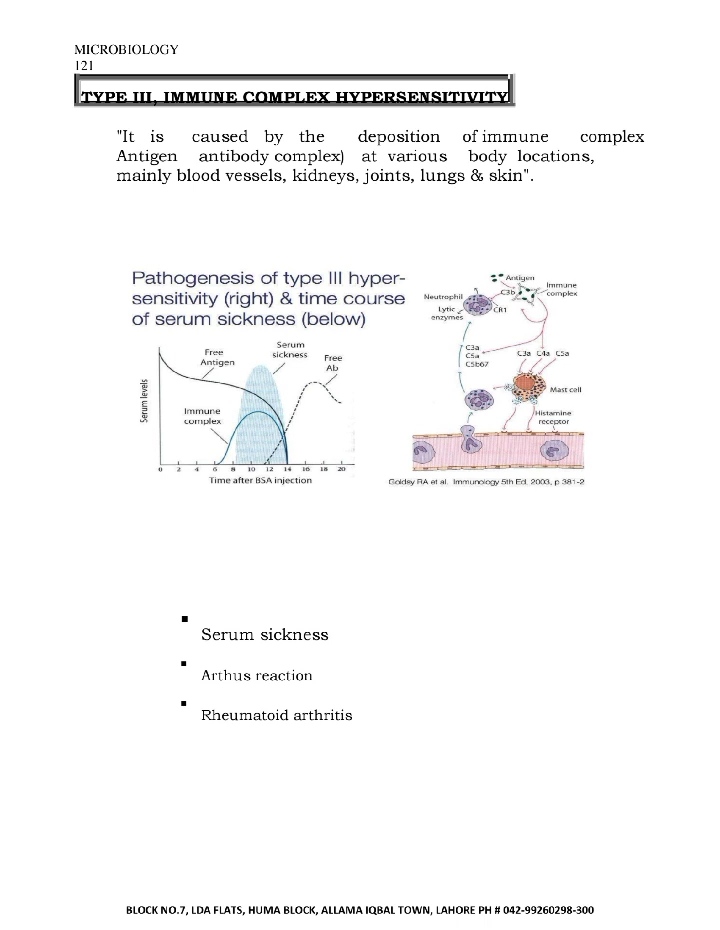 MICROBIOLOGY
121
TYPE III, IMMUNE COMPLEX HYPERSENSITIVITY
"It is caused by the deposition of immune complex
Antigen antibody complex) at various body locations,
mainly blood vessels, kidneys, joints, lungs & skin".
Pathogenesis of type III hyper-
sensitivity (right) & time course
of serum sickness (below)
Serum levels
Free
Antigen
Serum
sickness
Free
Ab
Immune
complex
0 2 4 6 8 10 12 14 16 18 20
Time after BSA injection
Antigen
Immune
complex
C3b
Neutrophil
CR1
Lytic
enzymes
C3a
C5a
C5b67
C3a C4a C5a
Mast cell
Histamine
receptor
Goldsy RA et al. Immunology 5th Ed, 2003, p 381-2
▪
Serum sickness
▪
Arthus reaction
▪
Rheumatoid arthritis
BLOCK NO.7, LDA FLATS, HUMA BLOCK, ALLAMA IQBAL TOWN, LAHORE PH # 042-99260298-300